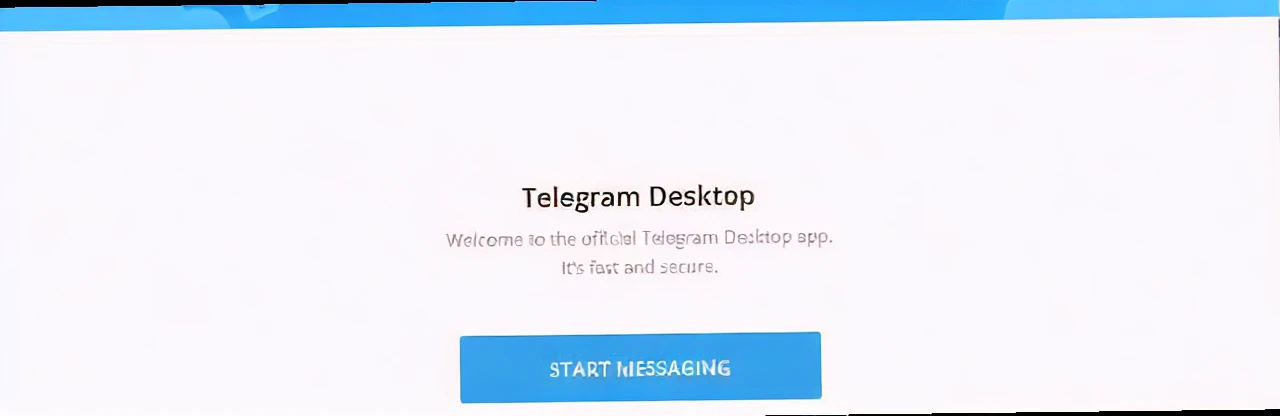 Telegram Desktop
Welcome to the official Telegram Desktop app.
It's fast and secure.
START MESSAGING